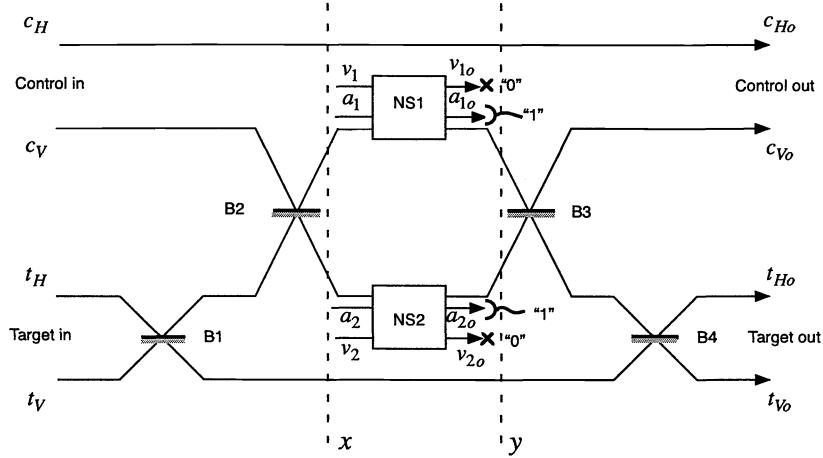 c_H c_Ho
v_1 v_1o "0"
Control in a_1 NS1 a_1o "1" Control out
c_V c_Vo
B2 B3
t_H t_Ho
NS2
a_2 a_2o "1"
Target in B1 B4 Target out
v_2 v_2o "0"
t_V t_Vo
x y